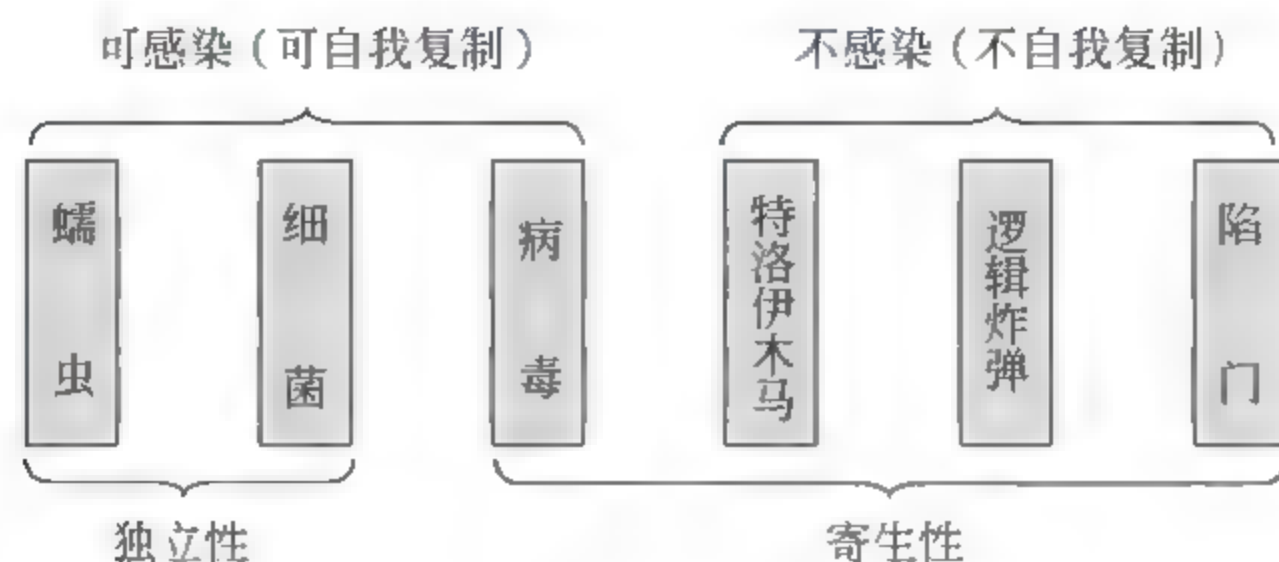 可感染(可自我复制)
不感染(不自我复制)
蠕虫
细菌
病毒
特洛伊木马
逻辑炸弹
陷门
独立性
寄生性